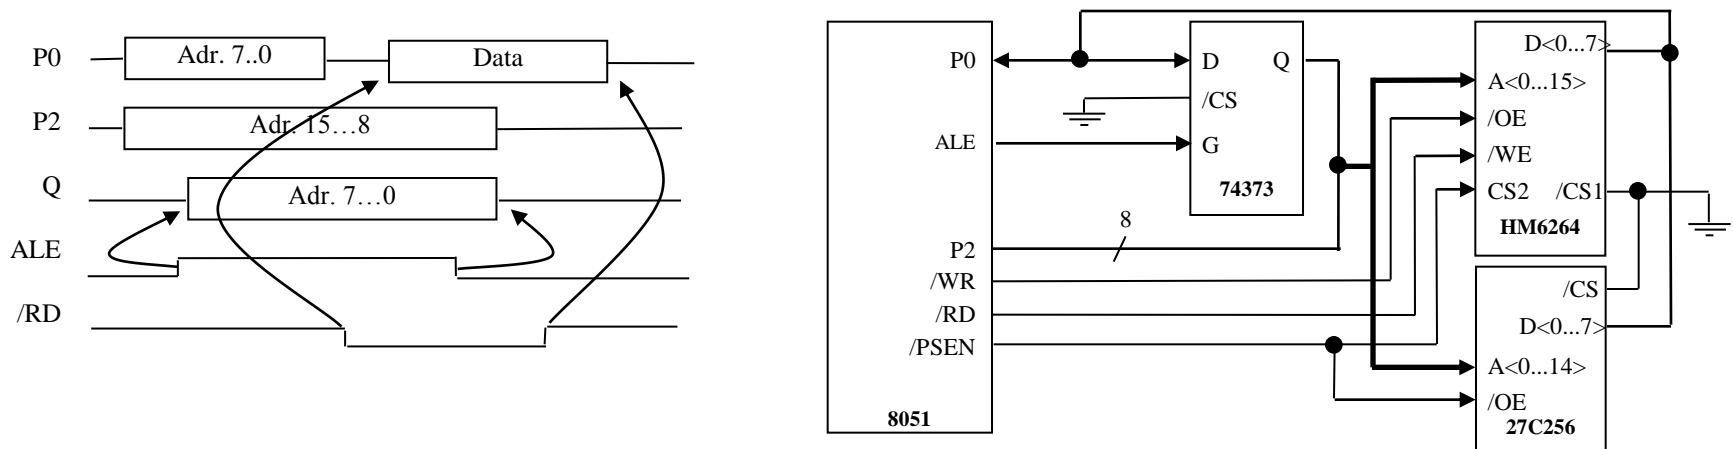 P0 Adr. 7..0 Data
P2 Adr. 15…8
Q Adr. 7…0
ALE
/RD
P0
ALE
P2
/WR
/RD
/PSEN
8051
8
D Q
/CS
G
74373
D<0...7>
A<0...15>
/OE
/WE
CS2 /CS1
HM6264
/CS
D<0...7>
A<0...14>
/OE
27C256